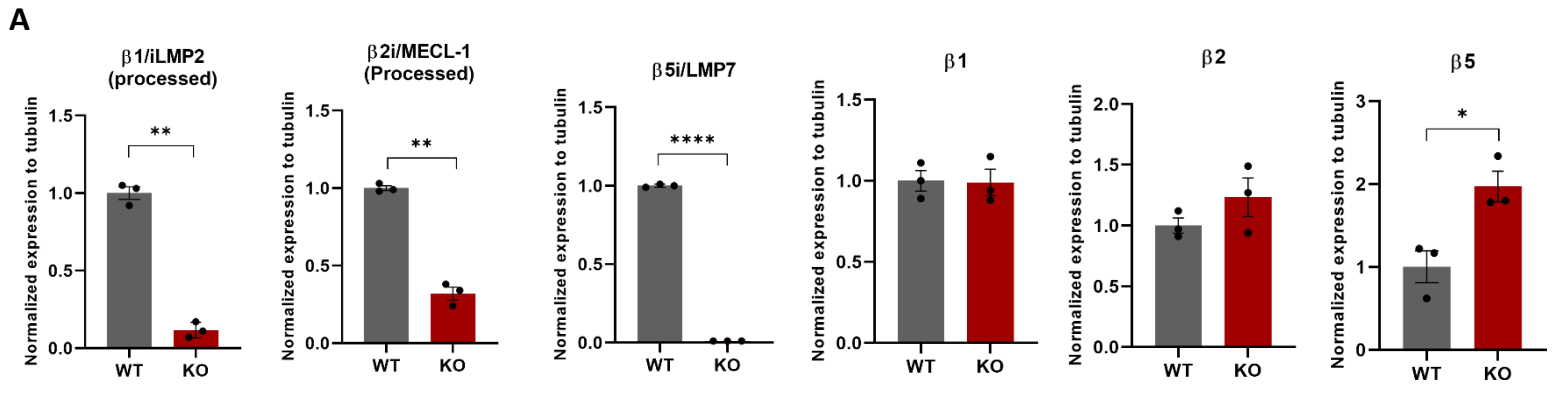 A
β1/iLMP2
(processed)
Normalized expression to tubulin
1.5
1.0
0.5
0.0
**
WT
KO
β2i/MECL-1
(Processed)
Normalized expression to tubulin
1.5
1.0
0.5
0.0
**
WT
KO
β5i/LMP7
Normalized expression to tubulin
1.5
1.0
0.5
0.0
****
WT
KO
β1
Normalized expression to tubulin
1.5
1.0
0.5
0.0
WT
KO
β2
Normalized expression to tubulin
2.0
1.5
1.0
0.5
0.0
WT
KO
β5
Normalized expression to tubulin
3
2
1
0
*
WT
KO